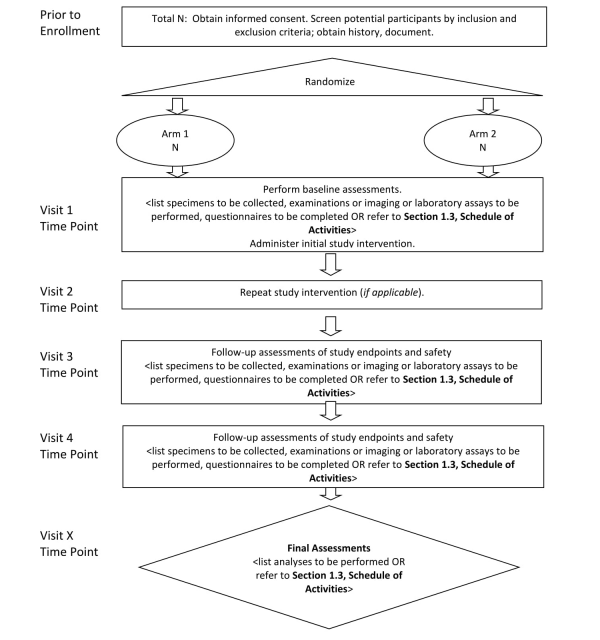 Prior to
Enrollment
Total N:  Obtain informed consent. Screen potential participants by inclusion and
exclusion criteria; obtain history, document.
Randomize
Arm 1
N
Arm 2
N
Visit 1
Time Point
Perform baseline assessments.
<list specimens to be collected, examinations or imaging or laboratory assays to be
performed, questionnaires to be completed OR refer to Section 1.3, Schedule of
Activities>
Administer initial study intervention.
Visit 2
Time Point
Repeat study intervention (if applicable).
Visit 3
Time Point
Follow-up assessments of study endpoints and safety
<list specimens to be collected, examinations or imaging or laboratory assays to be
performed, questionnaires to be completed OR refer to Section 1.3, Schedule of
Activities>
Visit 4
Time Point
Follow-up assessments of study endpoints and safety
<list specimens to be collected, examinations or imaging or laboratory assays to be
performed, questionnaires to be completed OR refer to Section 1.3, Schedule of
Activities>
Visit X
Time Point
Final Assessments
<list analyses to be performed OR
refer to Section 1.3, Schedule of
Activities>